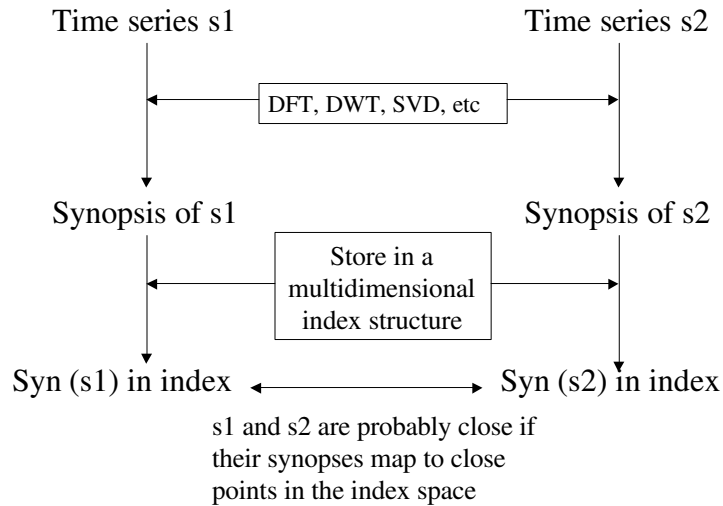 Time series s1
Time series s2
DFT, DWT, SVD, etc
Synopsis of s1
Synopsis of s2
Store in a
multidimensional
index structure
Syn (s1) in index
Syn (s2) in index
s1 and s2 are probably close if
their synopses map to close
points in the index space